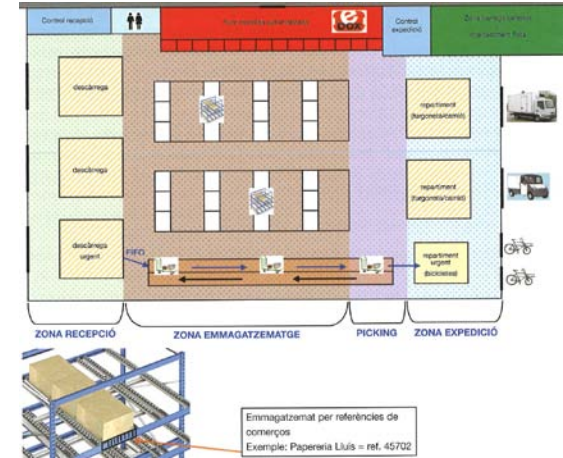 Control recepció
e
box
Control
expedició
descàrrega
descàrrega
descàrrega
urgent
FIFO
repartiment
(furgoneta/camió)
repartiment
(furgoneta/camió)
repartiment
urgent
(bicicleta)
ZONA RECEPCIÓ
ZONA EMMAGATZEMATGE
PICKING
ZONA EXPEDICIÓ
Emmagatzemat per referències de
comerços
Exemple: Papereria Lluis = ref. 45702